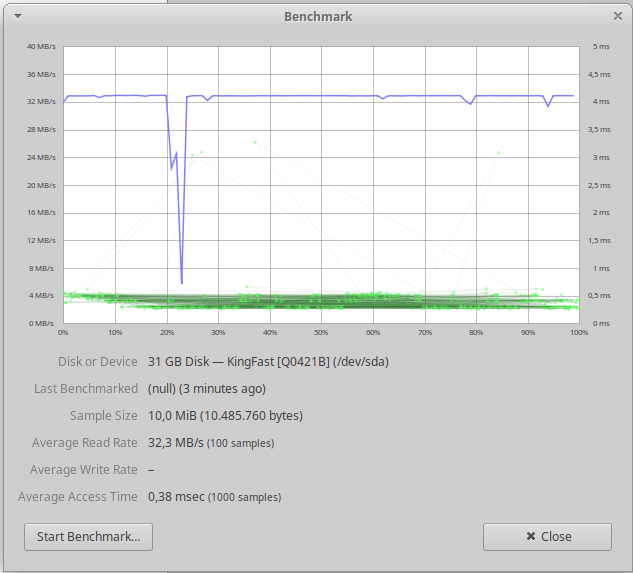 Benchmark
40 MB/s 5 ms
36 MB/s 4,5 ms
32 MB/s 4 ms
28 MB/s 3,5 ms
24 MB/s 3 ms
20 MB/s 2,5 ms
16 MB/s 2 ms
12 MB/s 1,5 ms
8 MB/s 1 ms
4 MB/s 0,5 ms
0 MB/s 0 ms
0% 10% 20% 30% 40% 50% 60% 70% 80% 90% 100%
Disk or Device 31 GB Disk — KingFast [Q0421B] (/dev/sda)
Last Benchmarked (null) (3 minutes ago)
Sample Size 10,0 MiB (10.485.760 bytes)
Average Read Rate 32,3 MB/s (100 samples)
Average Write Rate –
Average Access Time 0,38 msec (1000 samples)
Start Benchmark... Close